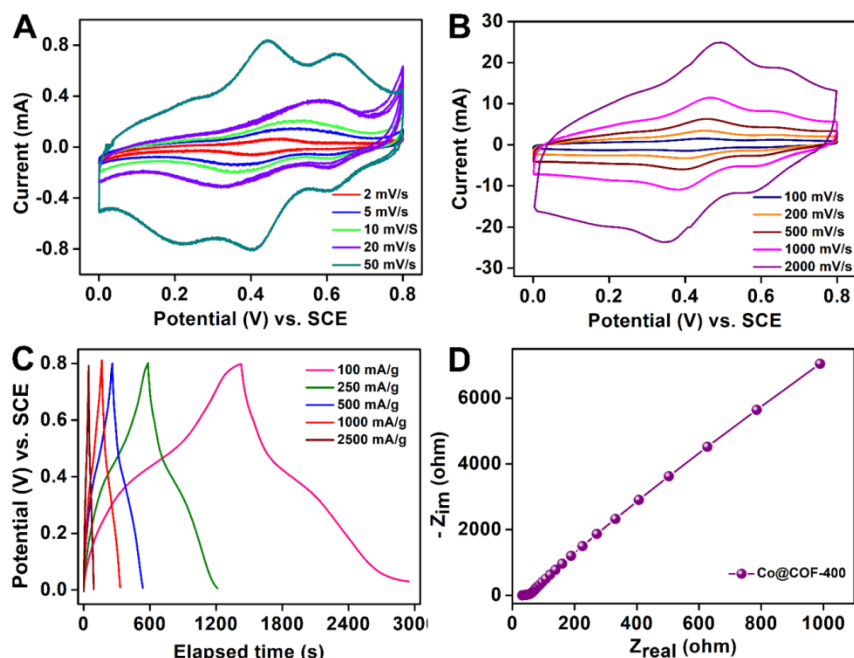 A
Current (mA)
0.8
0.4
0.0
-0.4
-0.8
2 mV/s
5 mV/s
10 mV/S
20 mV/s
50 mV/s
0.0
0.2
0.4
0.6
0.8
Potential (V) vs. SCE
B
Current (mA)
30
20
10
0
-10
-20
-30
100 mV/s
200 mV/s
500 mV/s
1000 mV/s
2000 mV/s
0.0
0.2
0.4
0.6
0.8
Potential (V) vs. SCE
C
Potential (V) vs. SCE
0.8
0.6
0.4
0.2
0.0
100 mA/g
250 mA/g
500 mA/g
1000 mA/g
2500 mA/g
0
600
1200
1800
2400
3000
Elapsed time (s)
D
- Zim (ohm)
6000
4000
2000
0
Co@COF-400
0
200
400
600
800
1000
Zreal (ohm)